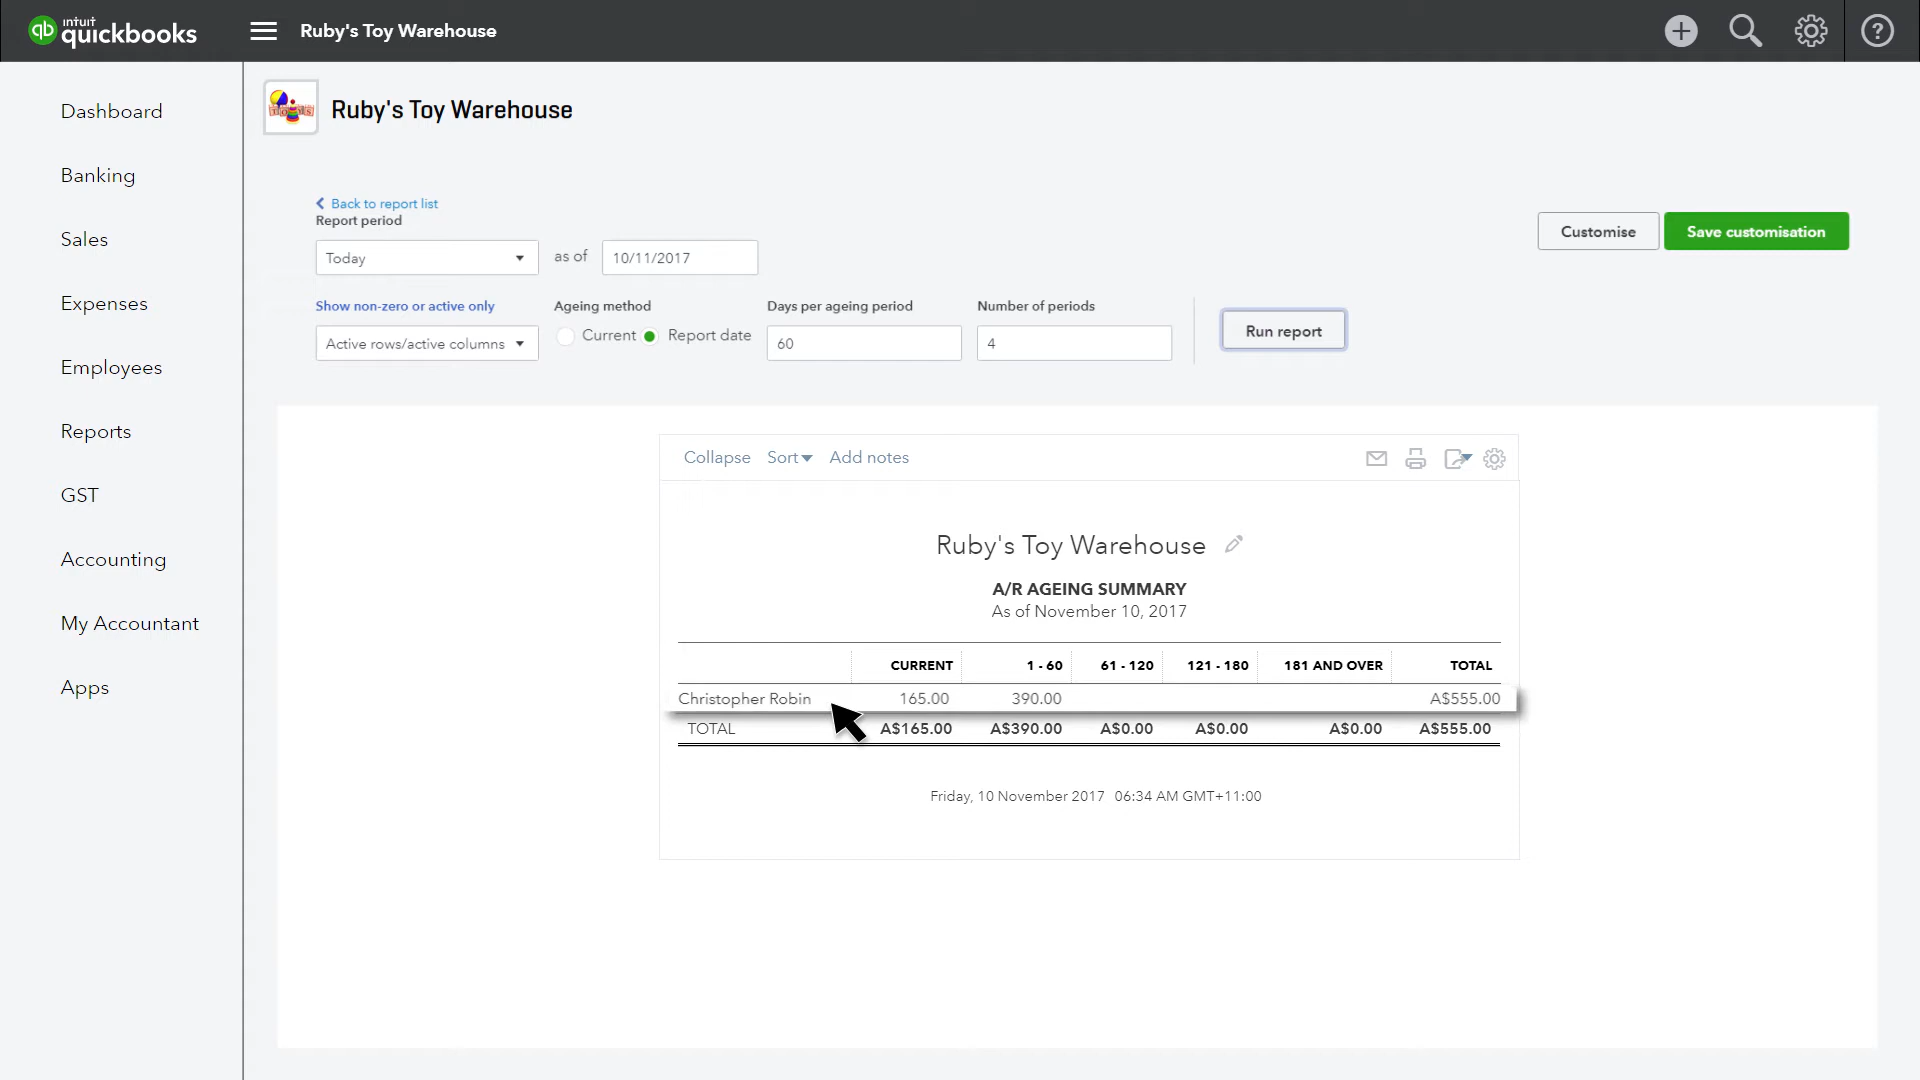 intuit
quickbooks
Ruby's Toy Warehouse
Dashboard
Banking
Sales
Expenses
Employees
Reports
GST
Accounting
My Accountant
Apps
TOYS
Ruby's Toy Warehouse
Back to report list
Report period
Today
as of
10/11/2017
Customise
Save customisation
Show non-zero or active only
Ageing method
Days per ageing period
Number of periods
Active rows/active columns
Current
Report date
60
4
Run report
Collapse
Sort
Add notes
Ruby's Toy Warehouse
A/R AGEING SUMMARY
As of November 10, 2017
CURRENT 1 - 60 61 - 120 121 - 180 181 AND OVER TOTAL
Christopher Robin 165.00 390.00 A$555.00
TOTAL A$165.00 A$390.00 A$0.00 A$0.00 A$0.00 A$555.00
Friday, 10 November 2017 06:34 AM GMT+11:00